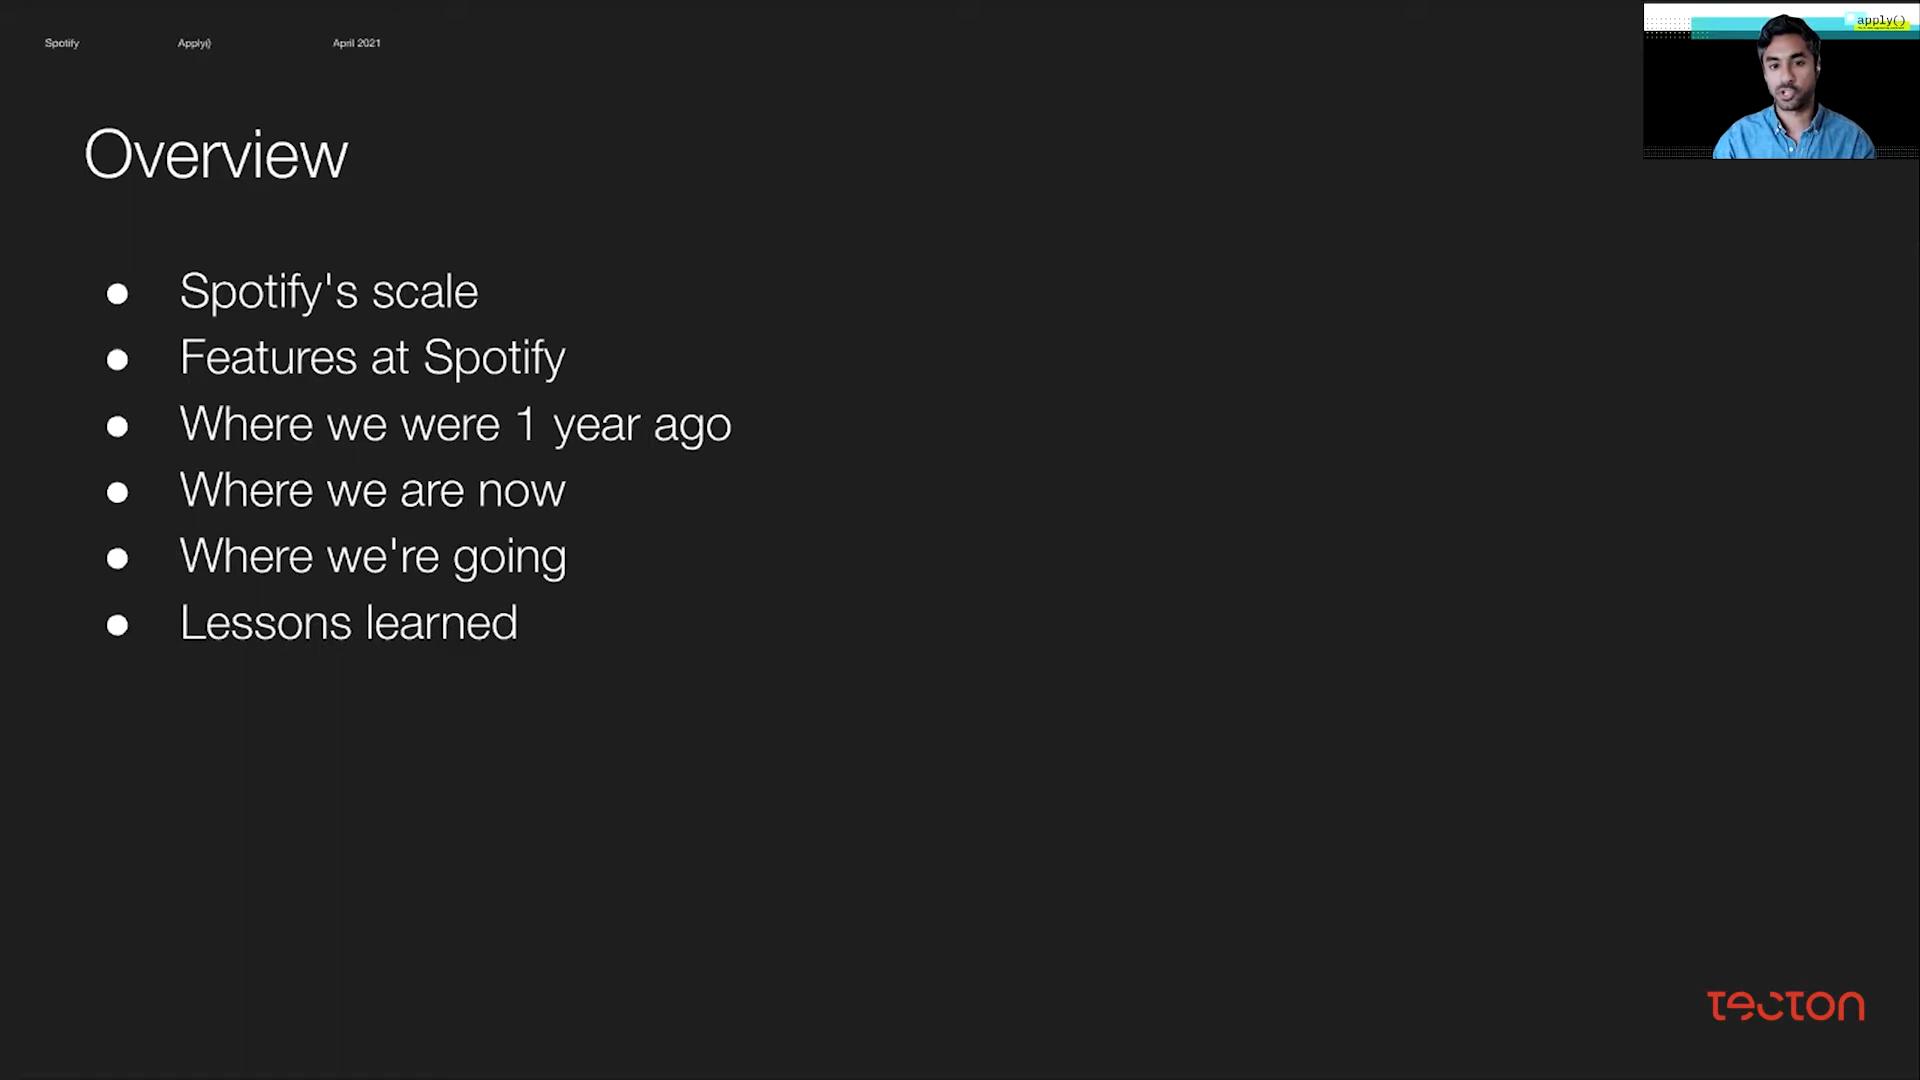 Spotify Apply() April 2021
apply()
Overview
● Spotify's scale
● Features at Spotify
● Where we were 1 year ago
● Where we are now
● Where we're going
● Lessons learned
tecton